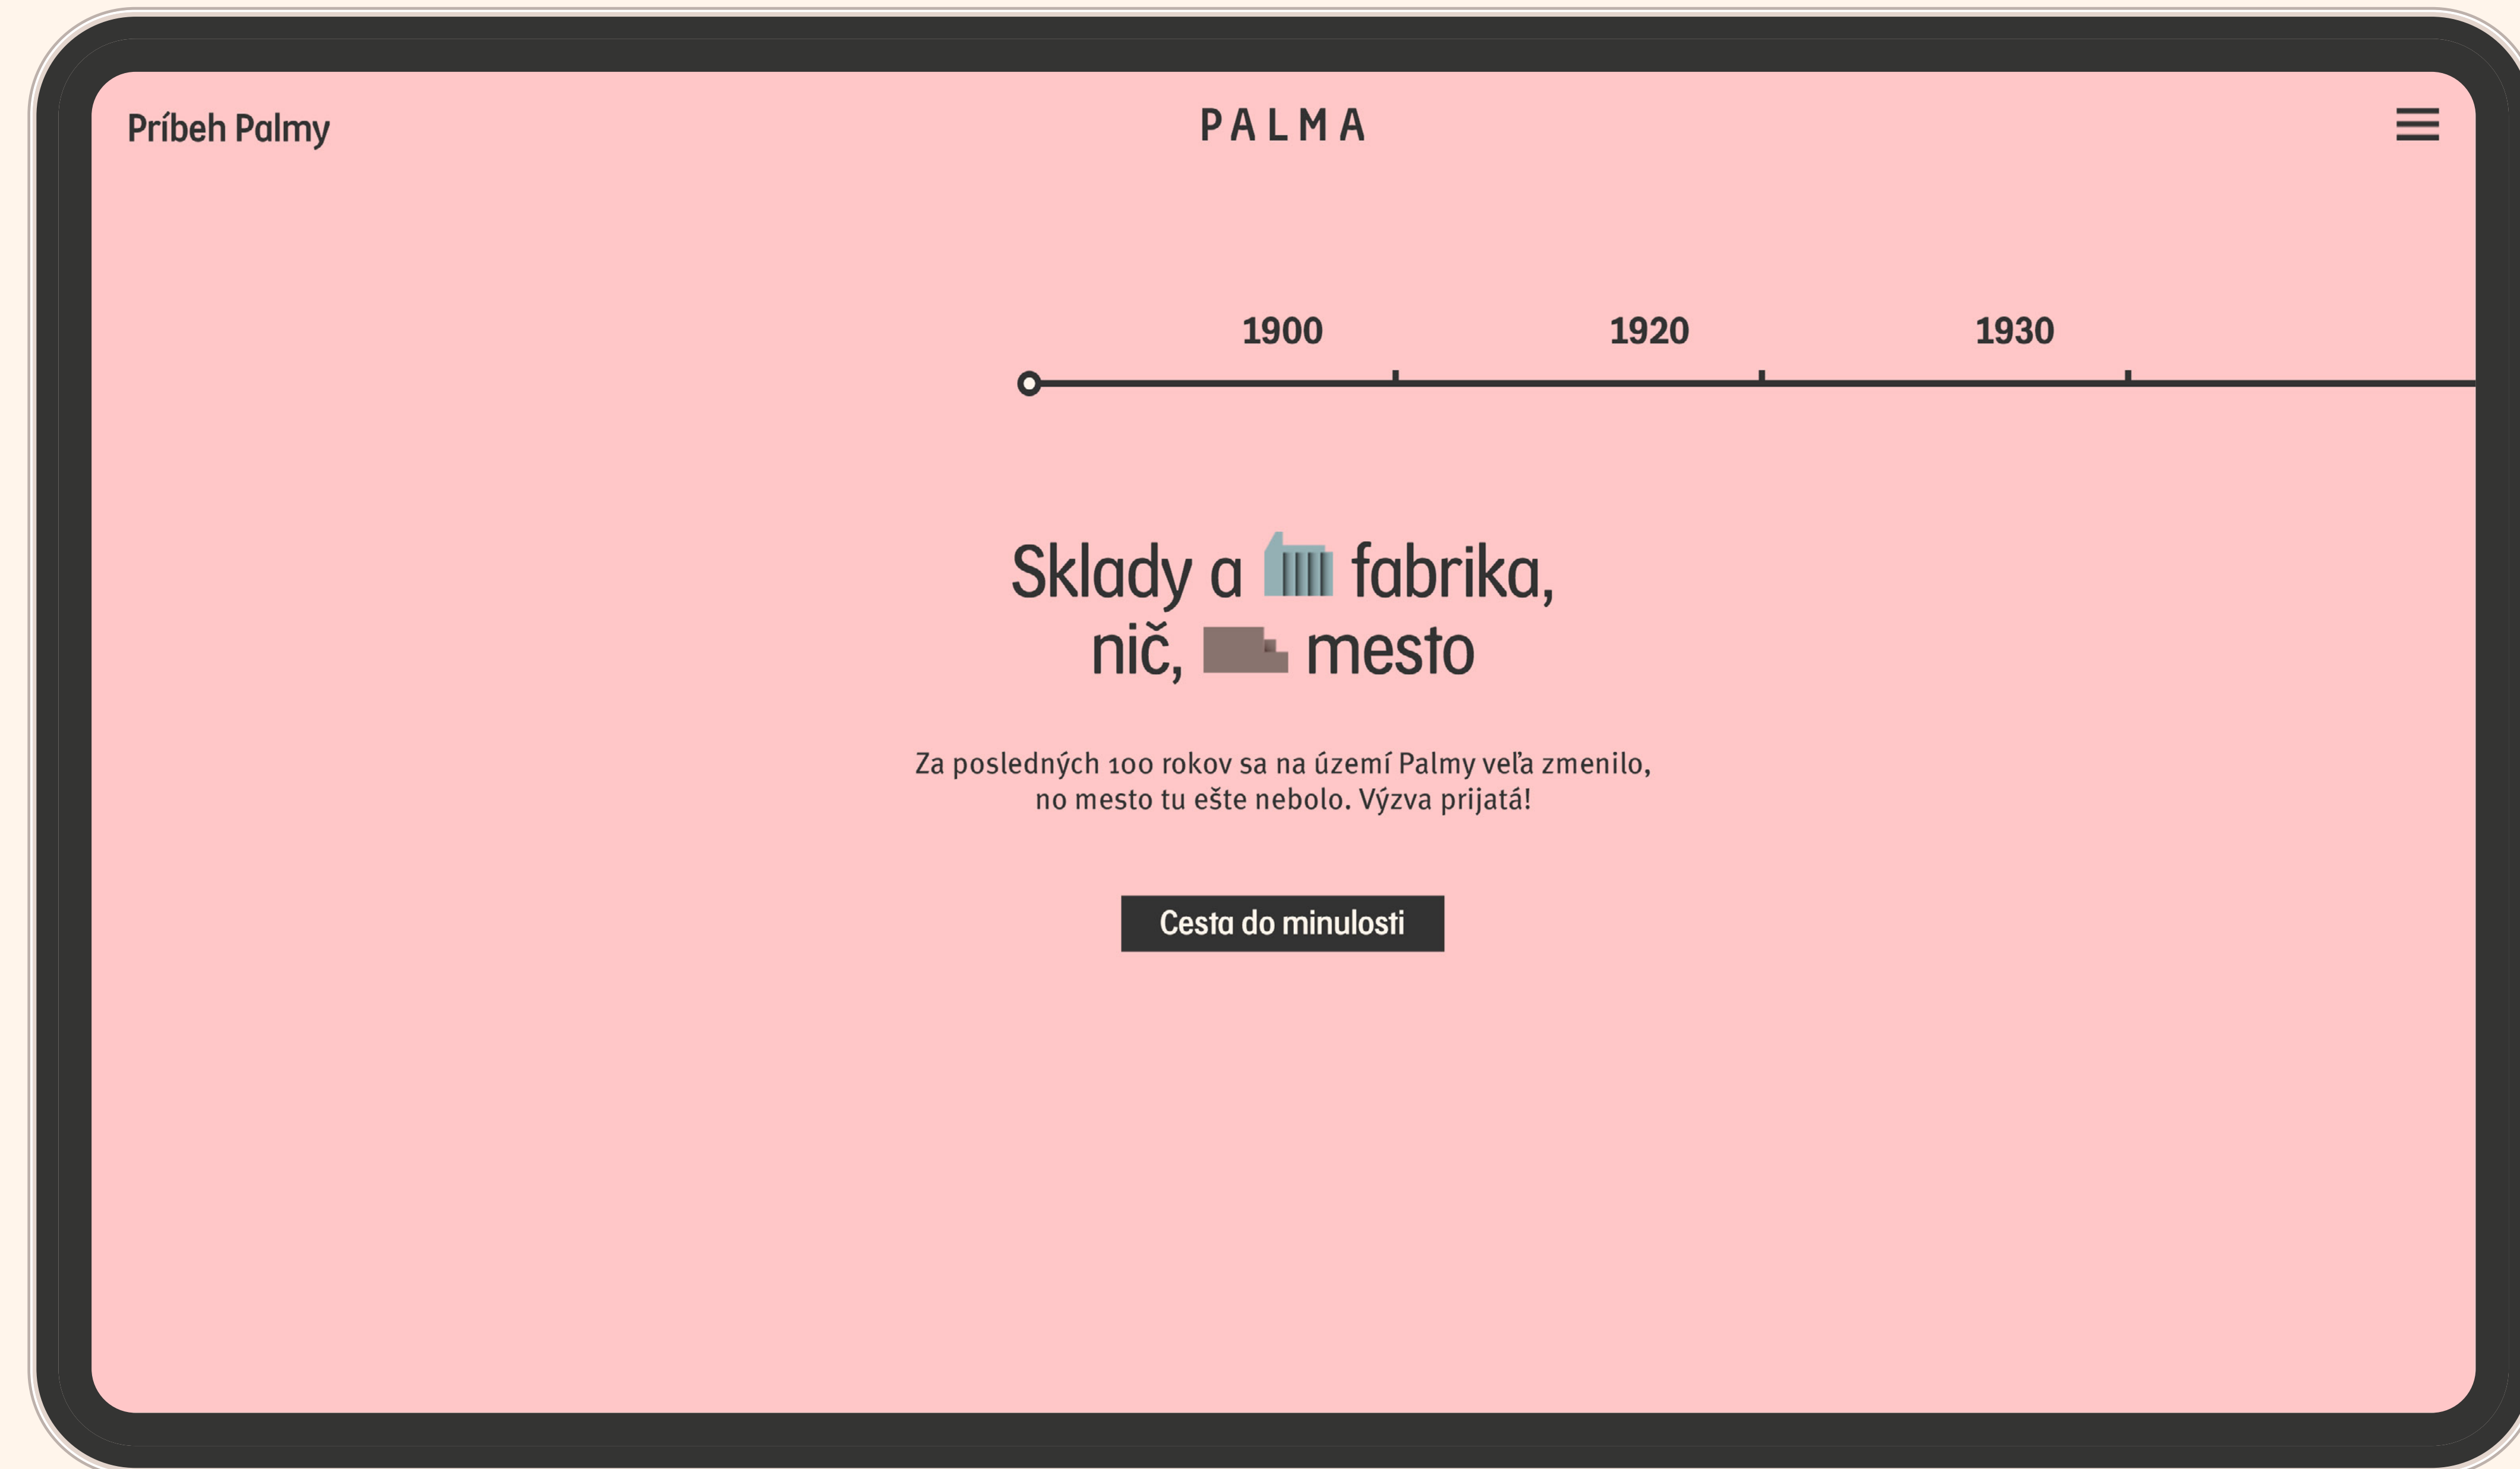 Príbeh Palmy
PALMA
1900
1920
1930
Sklady a fabrika,
nič, mesto
Za posledných 100 rokov sa na území Palmy veľa zmenilo,
no mesto tu ešte nebolo. Výzva prijatá!
Cesta do minulosti